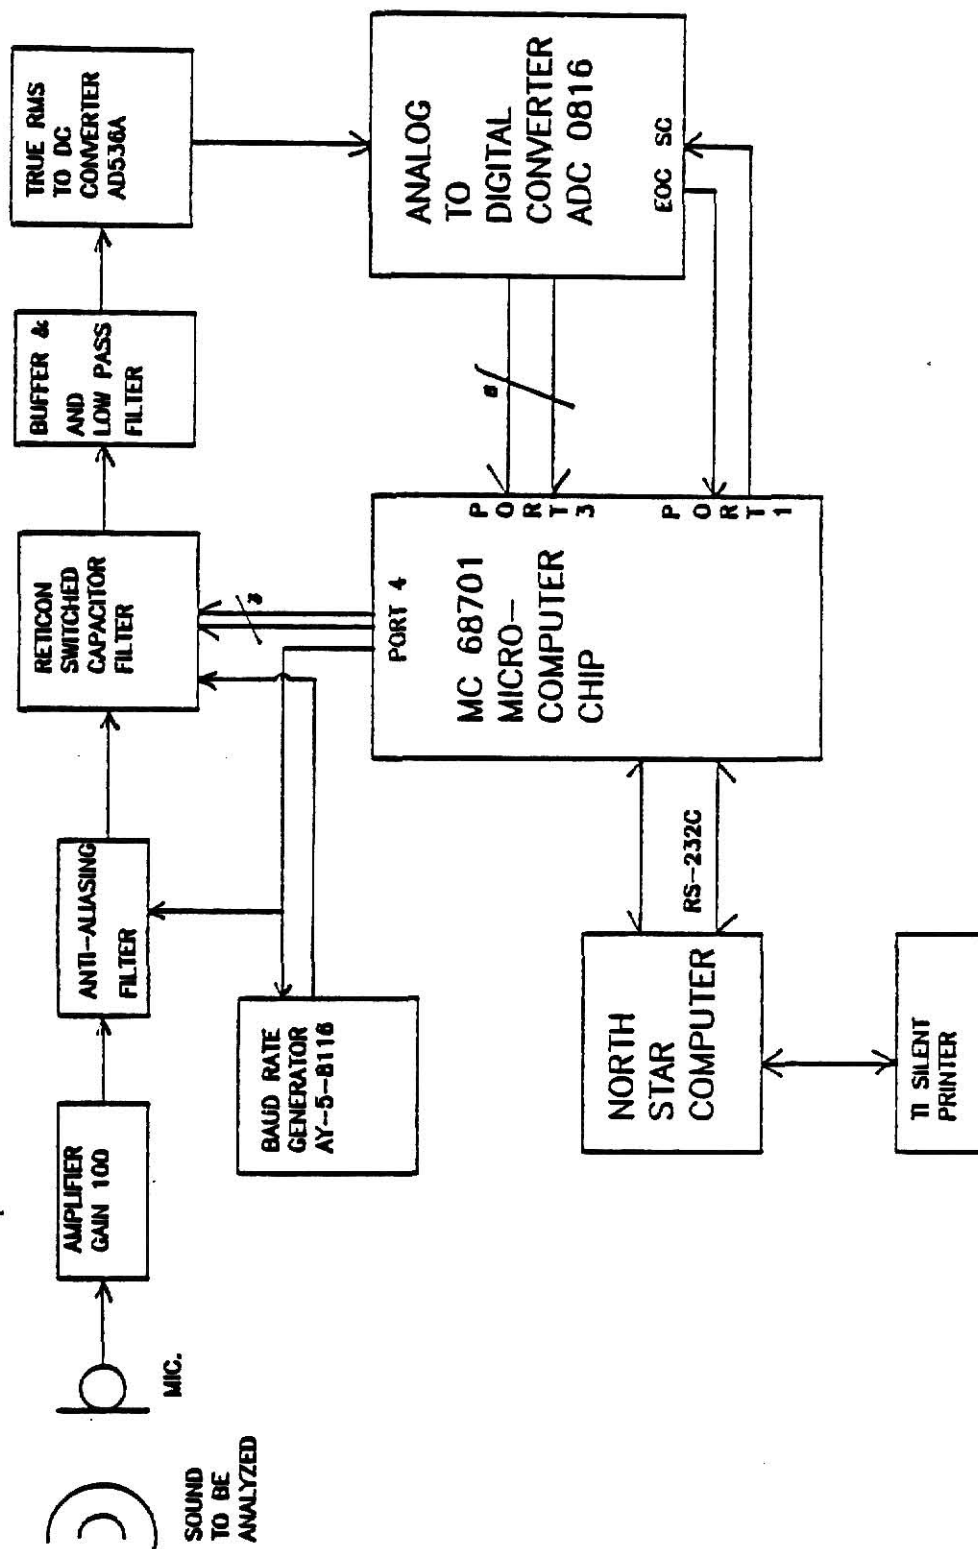 SOUND
TO BE
ANALYZED
MIC.
AMPLIFIER
GAIN 100
ANTI-ALIASING
FILTER
RETICON
SWITCHED
CAPACITOR
FILTER
BUFFER &
AND
LOW PASS
FILTER
TRUE RMS
TO DC
CONVERTER
AD536A
BAUD RATE
GENERATOR
AY-5-8116
PORT 4
MC 68701
MICRO-
COMPUTER
CHIP
PORT 3
PORT 1
ANALOG
TO
DIGITAL
CONVERTER
ADC 0816
EOC SC
RS-232C
NORTH
STAR
COMPUTER
TI SILENT
PRINTER